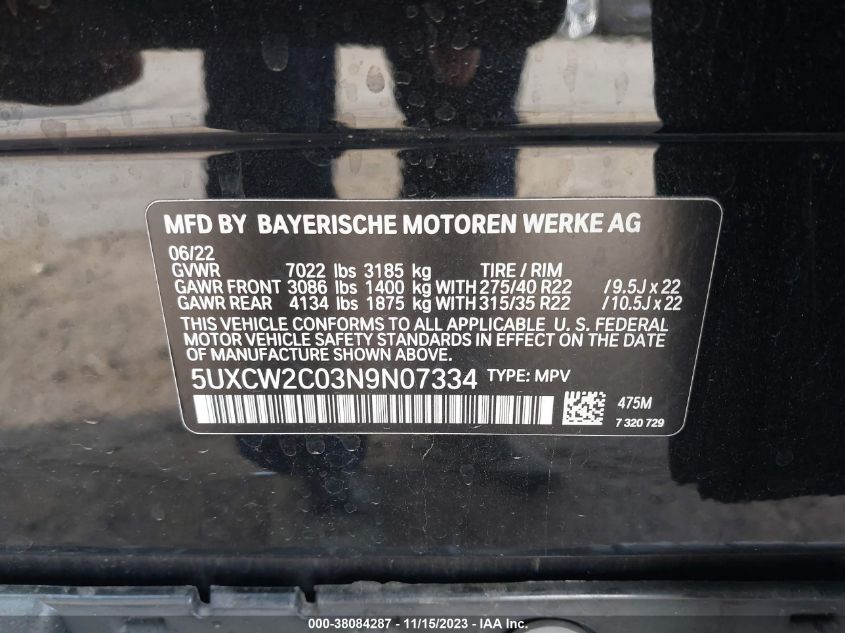 MFD BY BAYERISCHE MOTOREN WERKE AG
06/22
GVWR 7022 lbs 3185 kg TIRE / RIM
GAWR FRONT 3086 lbs 1400 kg WITH 275/40 R22 / 9.5J x 22
GAWR REAR 4134 lbs 1875 kg WITH 315/35 R22 / 10.5J x 22
THIS VEHICLE CONFORMS TO ALL APPLICABLE U. S. FEDERAL
MOTOR VEHICLE SAFETY STANDARDS IN EFFECT ON THE DATE
OF MANUFACTURE SHOWN ABOVE.
5UXCW2C03N9N07334 TYPE: MPV
475M
7 320 729
000-38084287 - 11/15/2023 - © IAA Inc.